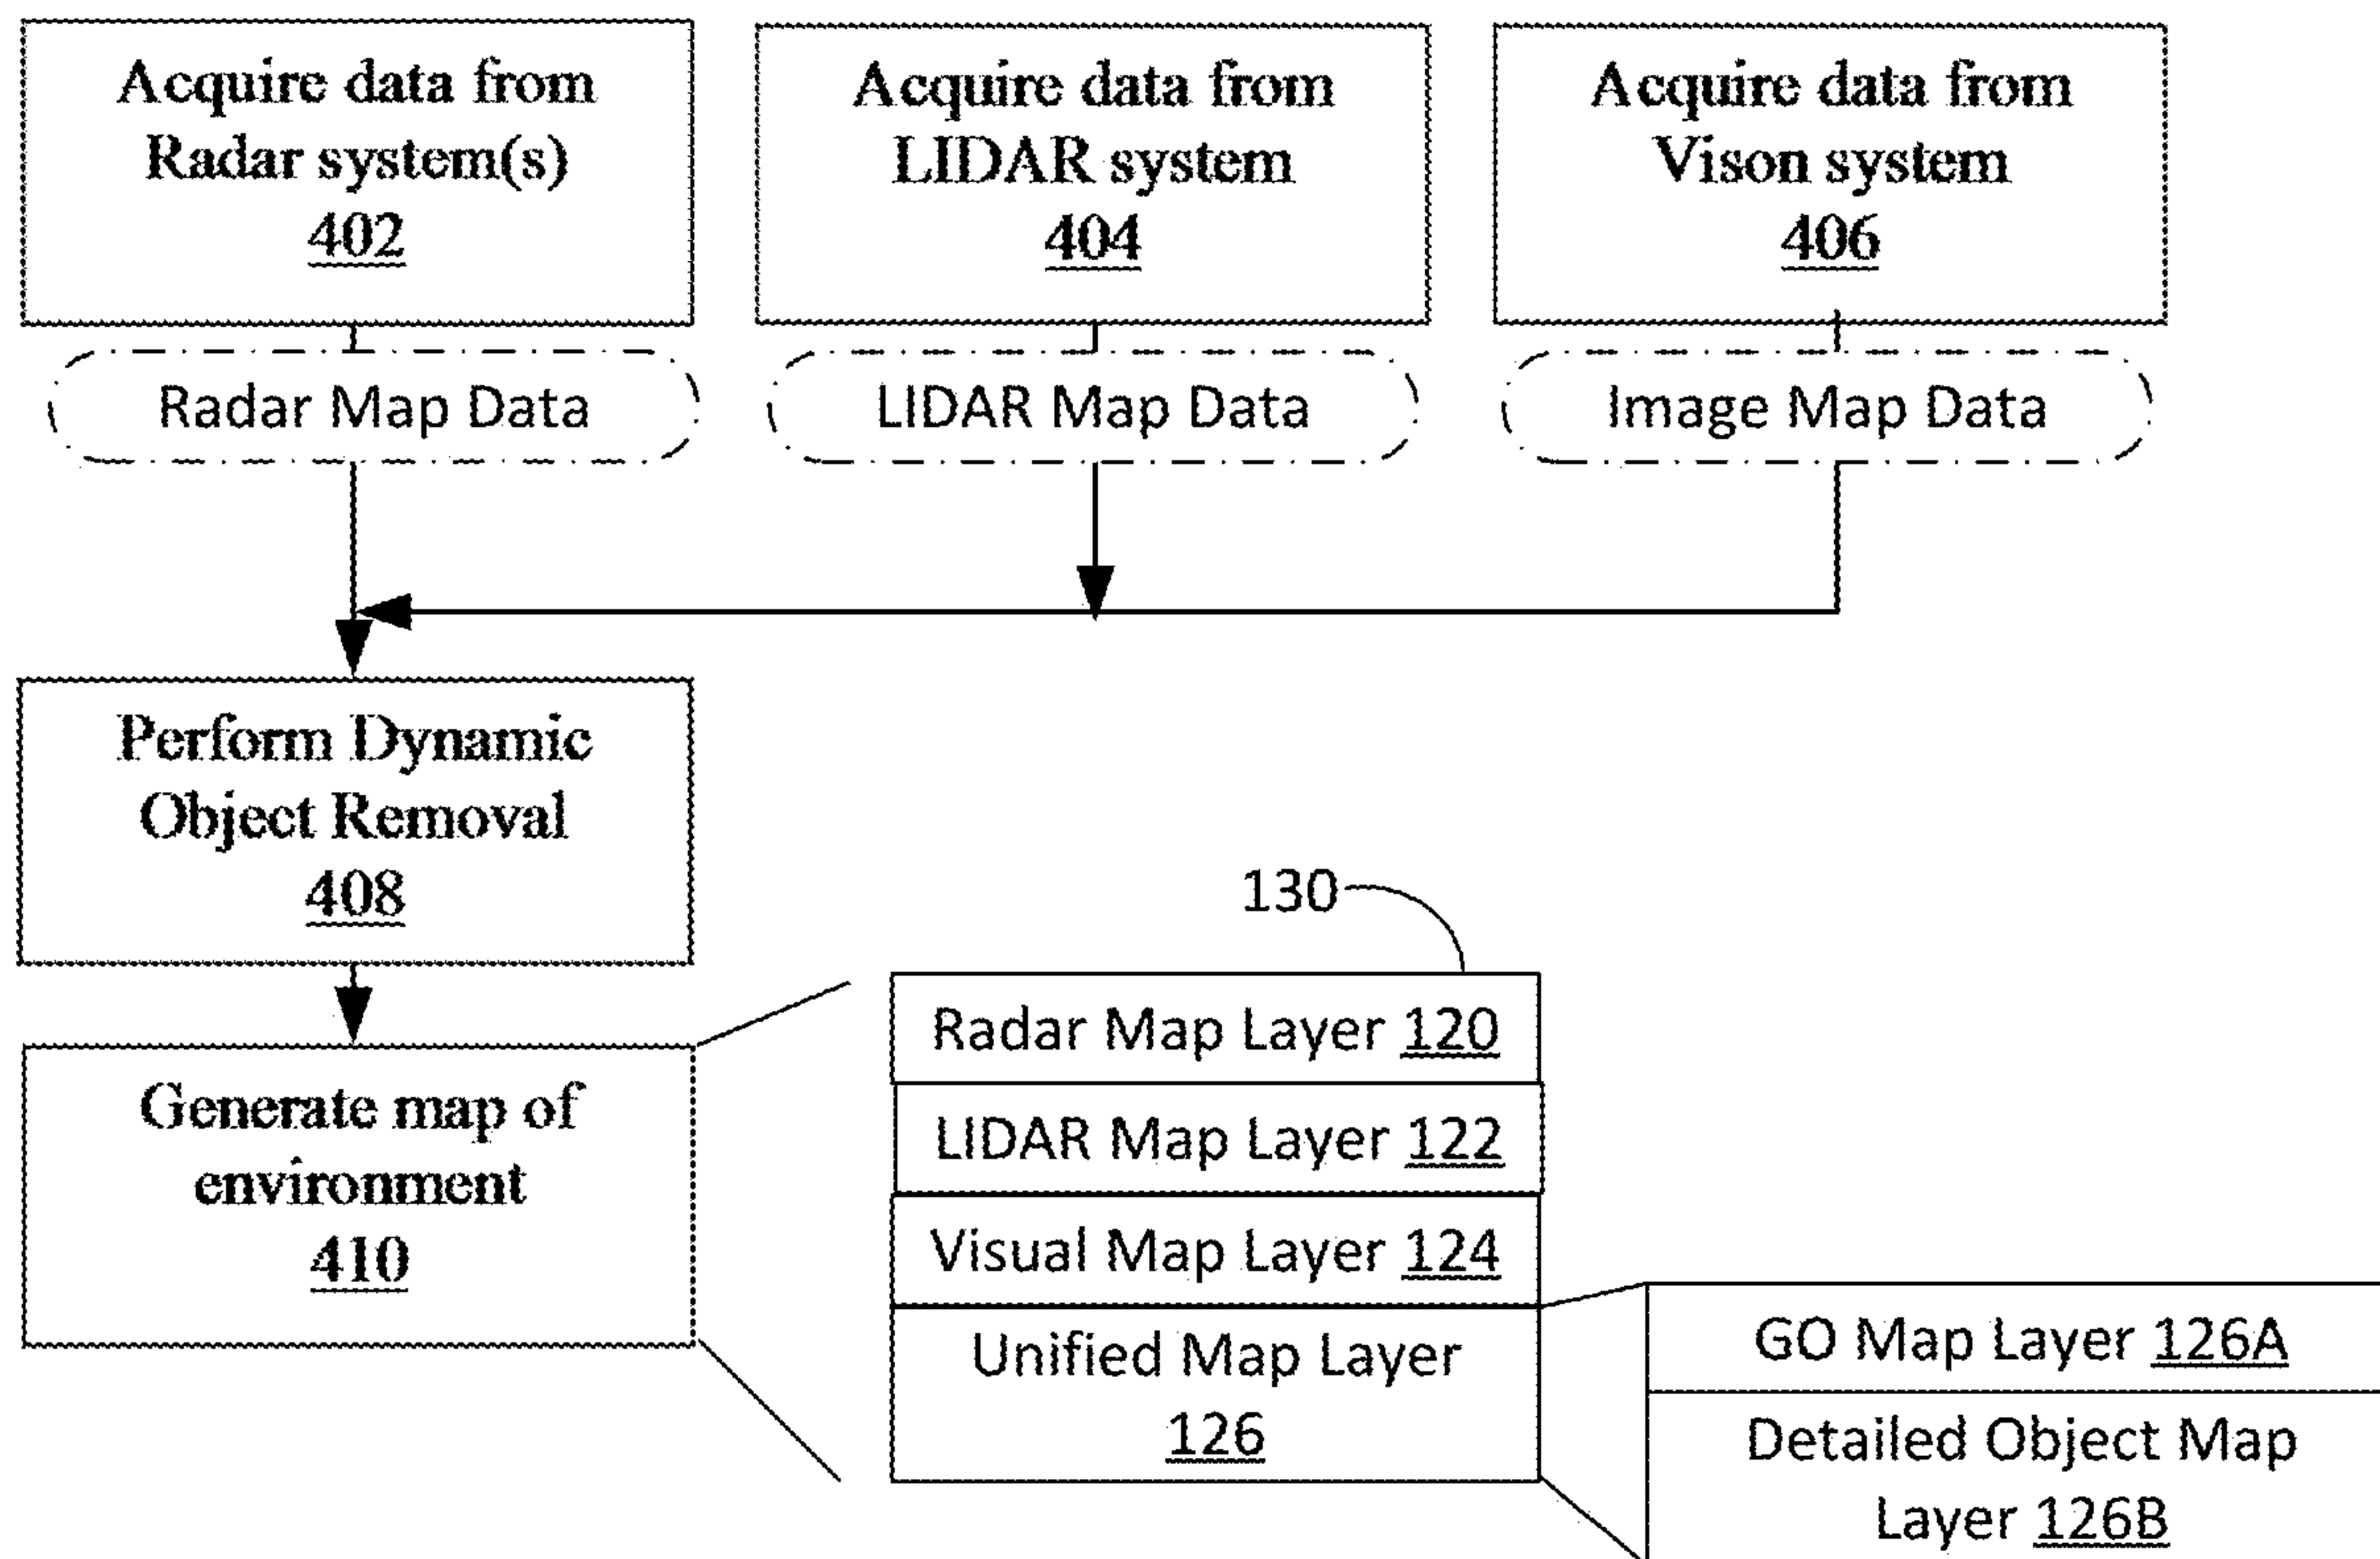 Acquire data from
Radar system(s)
402
Acquire data from
LIDAR system
404
Acquire data from
Vison system
406
Radar Map Data
LIDAR Map Data
Image Map Data
Perform Dynamic
Object Removal
408
Generate map of
environment
410
130
Radar Map Layer 120
LIDAR Map Layer 122
Visual Map Layer 124
Unified Map Layer
126
GO Map Layer 126A
Detailed Object Map
Layer 126B